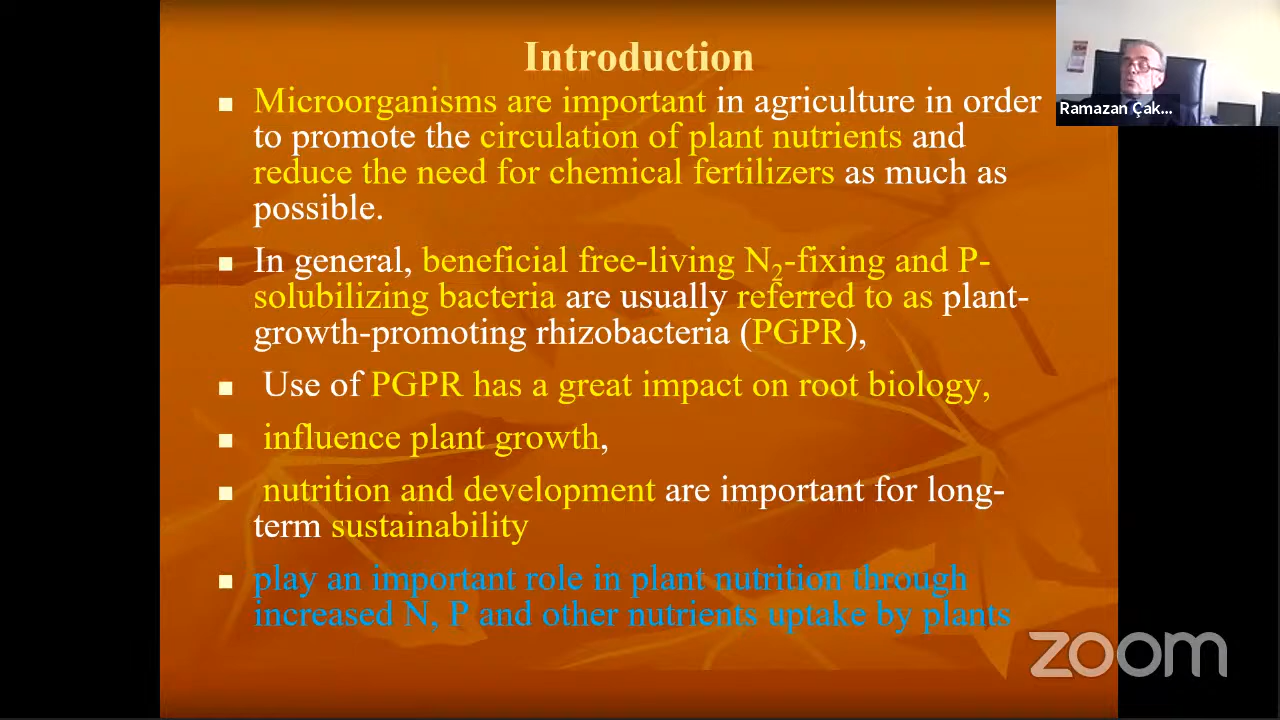 Introduction
Microorganisms are important in agriculture in order
to promote the circulation of plant nutrients and
reduce the need for chemical fertilizers as much as
possible.
In general, beneficial free-living N₂-fixing and P-
solubilizing bacteria are usually referred to as plant-
growth-promoting rhizobacteria (PGPR),
Use of PGPR has a great impact on root biology,
influence plant growth,
nutrition and development are important for long-
term sustainability
play an important role in plant nutrition through
increased N, P and other nutrients uptake by plants
Ramazan Çak...
zoom